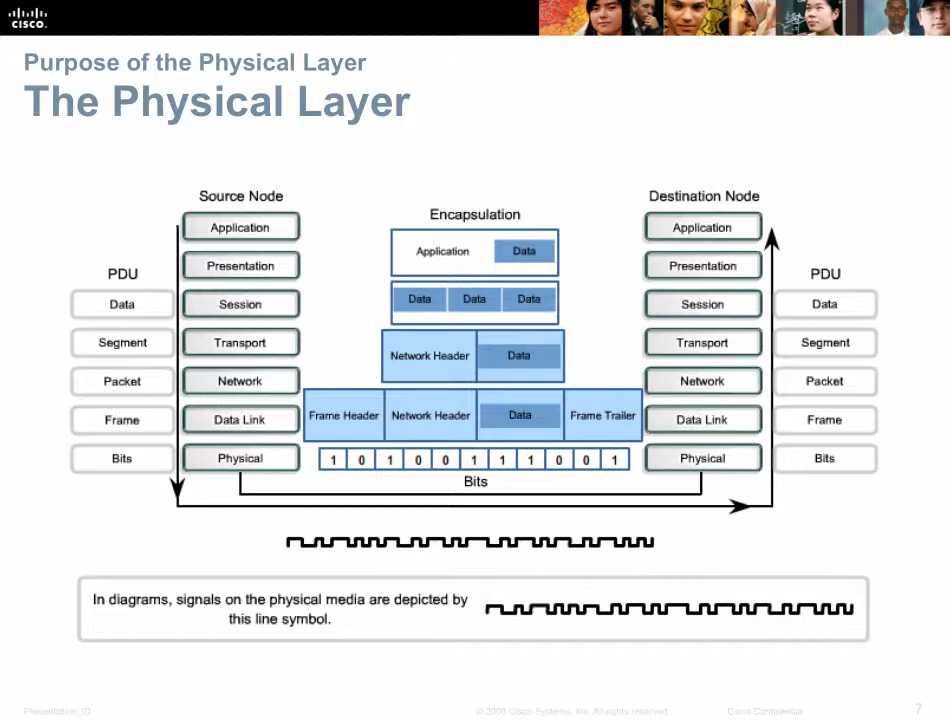 CISCO
Purpose of the Physical Layer
The Physical Layer
Source Node
Encapsulation
Destination Node
PDU
PDU
Application
Application Data
Application
Presentation
Presentation
Data
Session
Data Data Data
Session
Data
Segment
Transport
Network Header Data
Transport
Segment
Packet
Network
Network
Packet
Frame
Data Link
Frame Header Network Header Data Frame Trailer
Data Link
Frame
Bits
Physical
1 0 1 0 0 1 1 1 0 0 1
Physical
Bits
Bits
In diagrams, signals on the physical media are depicted by
this line symbol.
Presentation_ID
© 2008 Cisco Systems, Inc. All rights reserved.
Cisco Confidential
7